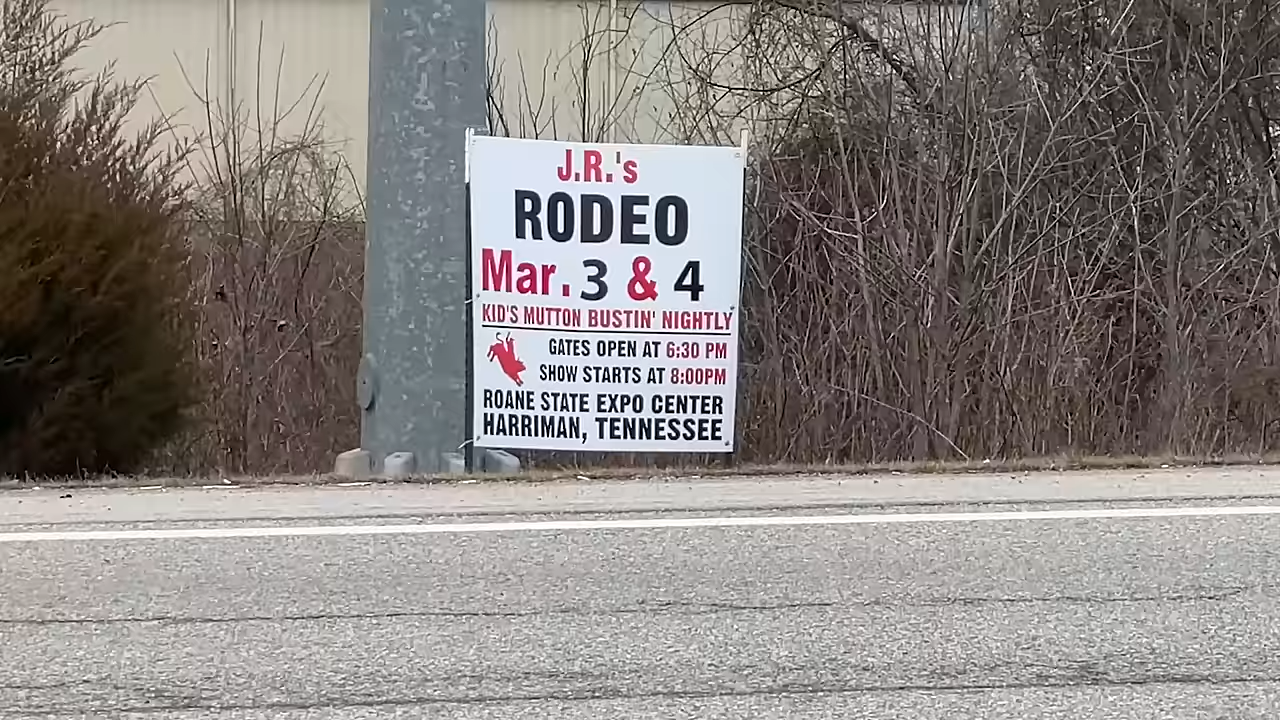 J.R.'s
RODEO
Mar. 3 & 4
KID'S MUTTON BUSTIN' NIGHTLY
GATES OPEN AT 6:30 PM
SHOW STARTS AT 8:00PM
ROANE STATE EXPO CENTER
HARRIMAN, TENNESSEE